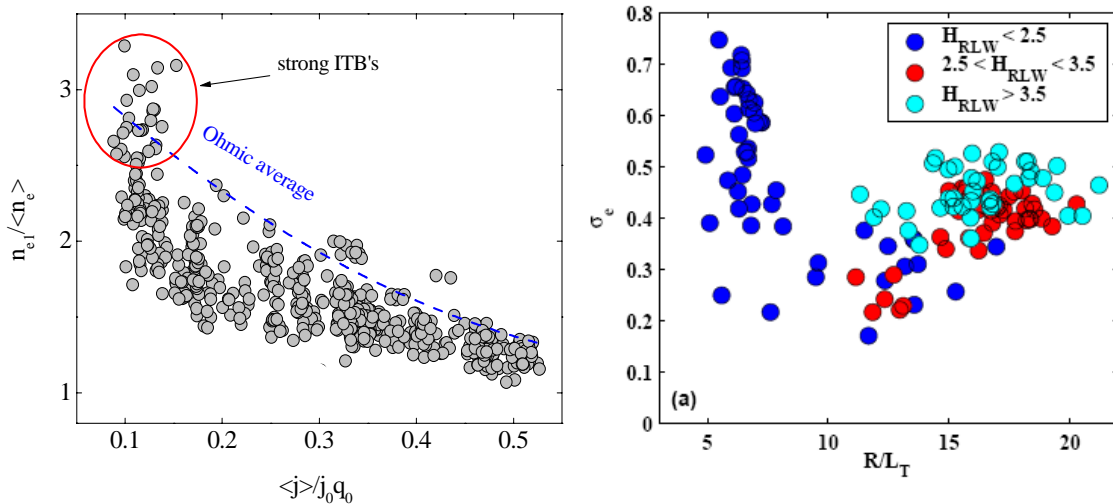 strong ITB's
Ohmic average
n_e1/<n_e>
3
2
1
0.1 0.2 0.3 0.4 0.5
<j>/j_0q_0
H_RLW < 2.5
2.5 < H_RLW < 3.5
H_RLW > 3.5
σ_e
0.8
0.7
0.6
0.5
0.4
0.3
0.2
0.1
0
(a)
5 10 15 20
R/L_T